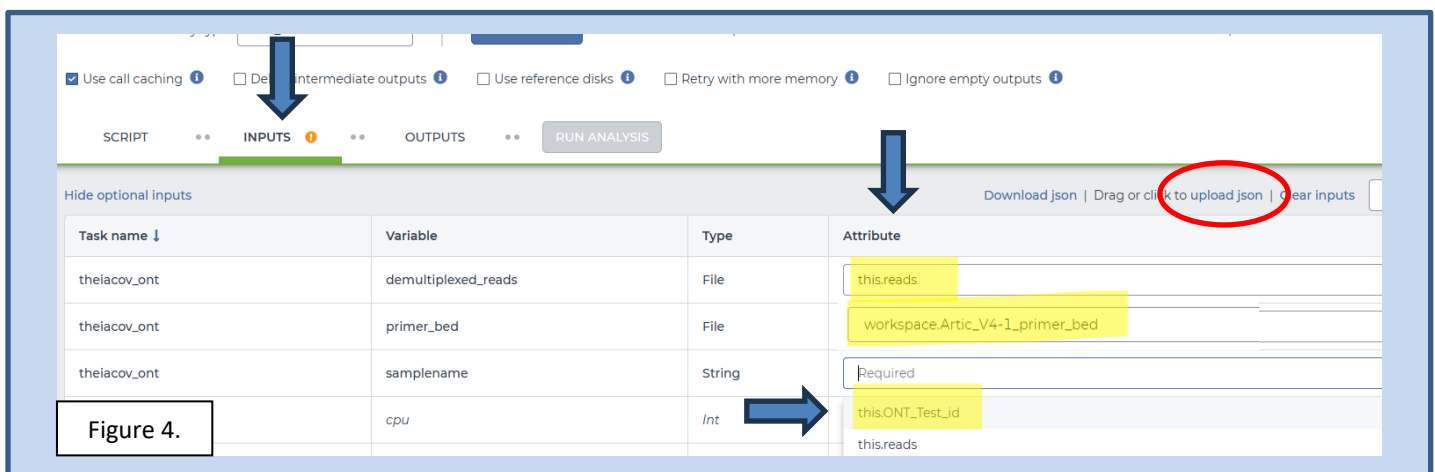 Use call caching
Delete intermediate outputs
Use reference disks
Retry with more memory
Ignore empty outputs
SCRIPT INPUTS OUTPUTS RUN ANALYSIS
Hide optional inputs
Download json | Drag or click to upload json | Clear inputs
Task name ↓ Variable Type Attribute
theiacov_ont demultiplexed_reads File this.reads
theiacov_ont primer_bed File workspace.Artic_V4-1_primer_bed
theiacov_ont samplename String Required
cpu Int this.ONT_Test_id
this.reads
Figure 4.